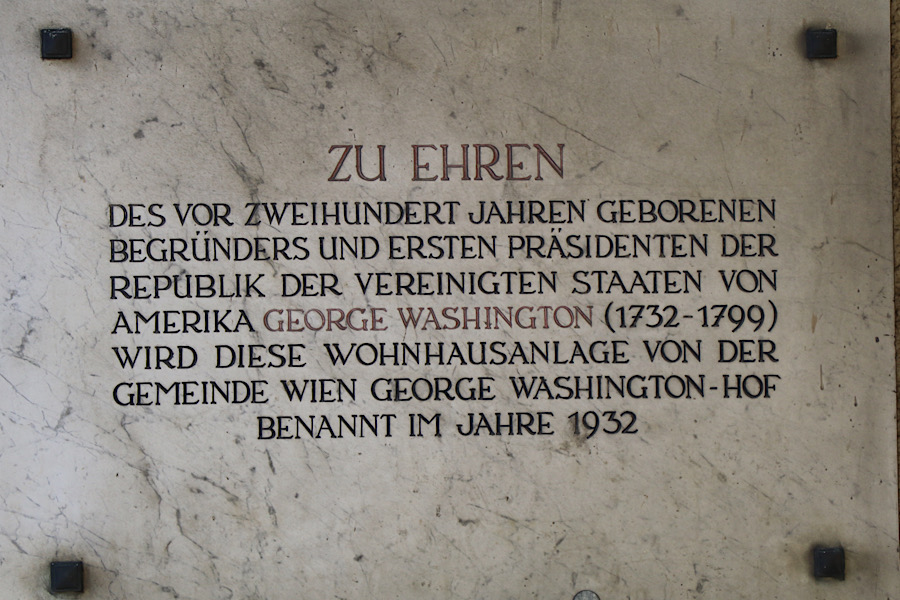 ZU EHREN
DES VOR ZWEIHUNDERT JAHREN GEBORENEN
BEGRÜNDERS UND ERSTEN PRÄSIDENTEN DER
REPUBLIK DER VEREINIGTEN STAATEN VON
AMERIKA GEORGE WASHINGTON (1732-1799)
WIRD DIESE WOHNHAUSANLAGE VON DER
GEMEINDE WIEN GEORGE WASHINGTON-HOF
BENANNT IM JAHRE 1932